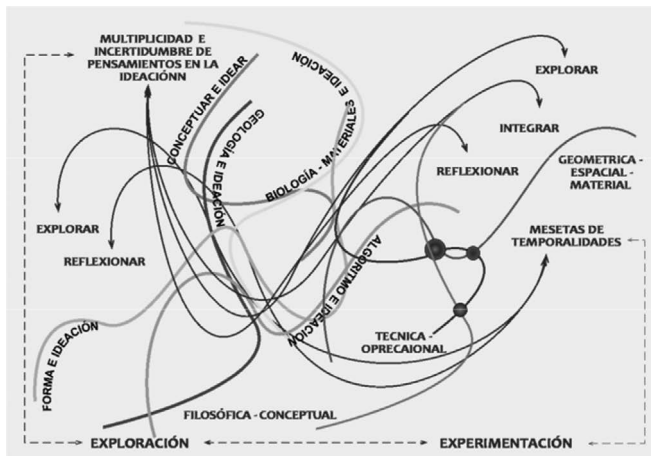 MULTIPLICIDAD E
INCERTIDUMBRE DE
PENSAMIENTOS EN LA
IDEACIÓNN
CONCEPTUAR E IDEAR
GEOLOGÍA E IDEACIÓN
IDEACIÓN
BIOLOGÍA - MATERIALES E IDEACIÓN
EXPLORAR
INTEGRAR
REFLEXIONAR
GEOMETRICA -
ESPACIAL -
MATERIAL
MESETAS DE
TEMPORALIDADES
EXPLORAR
REFLEXIONAR
ALGORITMO E IDEACIÓN
FORMA E IDEACIÓN
TECNICA -
OPRECAIONAL
FILOSÓFICA - CONCEPTUAL
EXPLORACIÓN
EXPERIMENTACIÓN